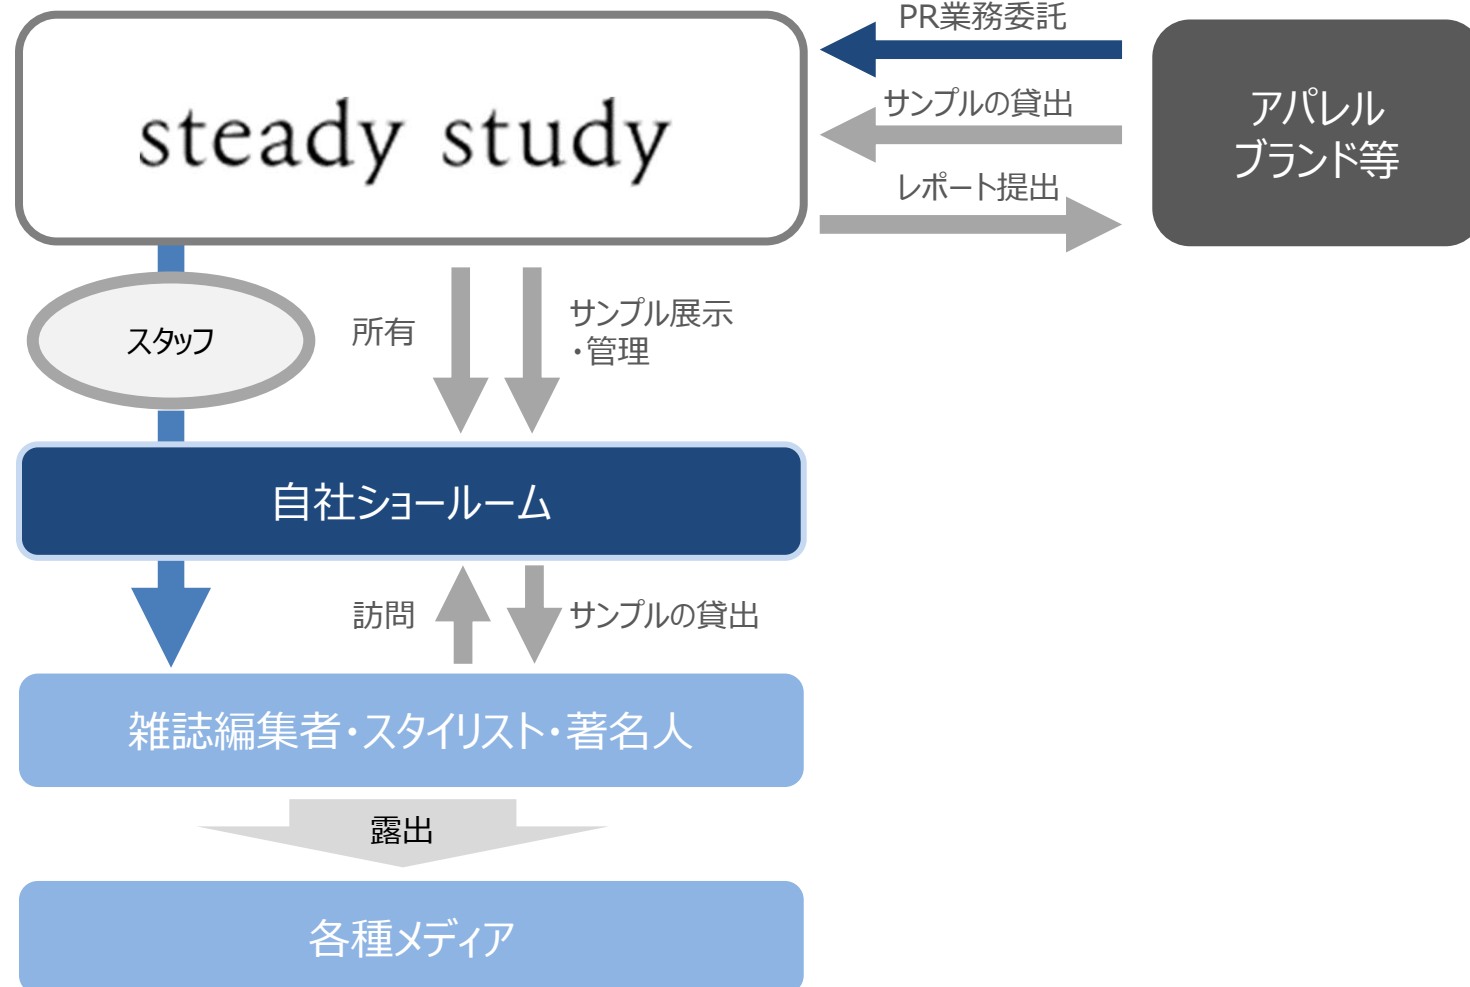 PR業務委託
steady study
サンプルの貸出
アパレル
ブランド等
レポート提出
スタッフ
所有
サンプル展示
・管理
自社ショールーム
訪問
サンプルの貸出
雑誌編集者・スタイリスト・著名人
露出
各種メディア